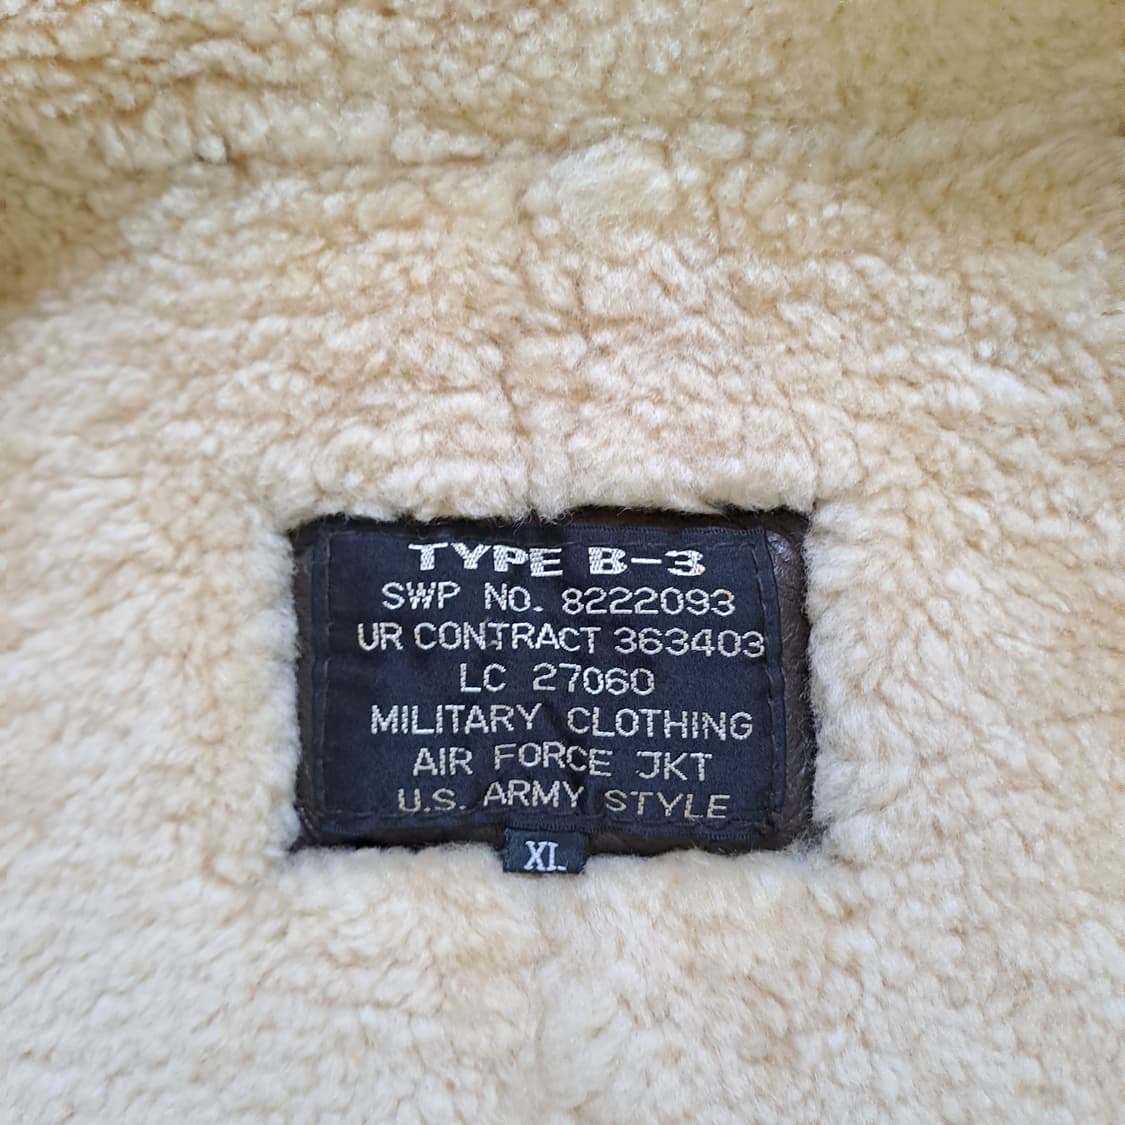 TYPE B-3
SWP NO. 8222093
UR CONTRACT 363403
LC 27060
MILITARY CLOTHING
AIR FORCE JKT
U.S. ARMY STYLE
XL